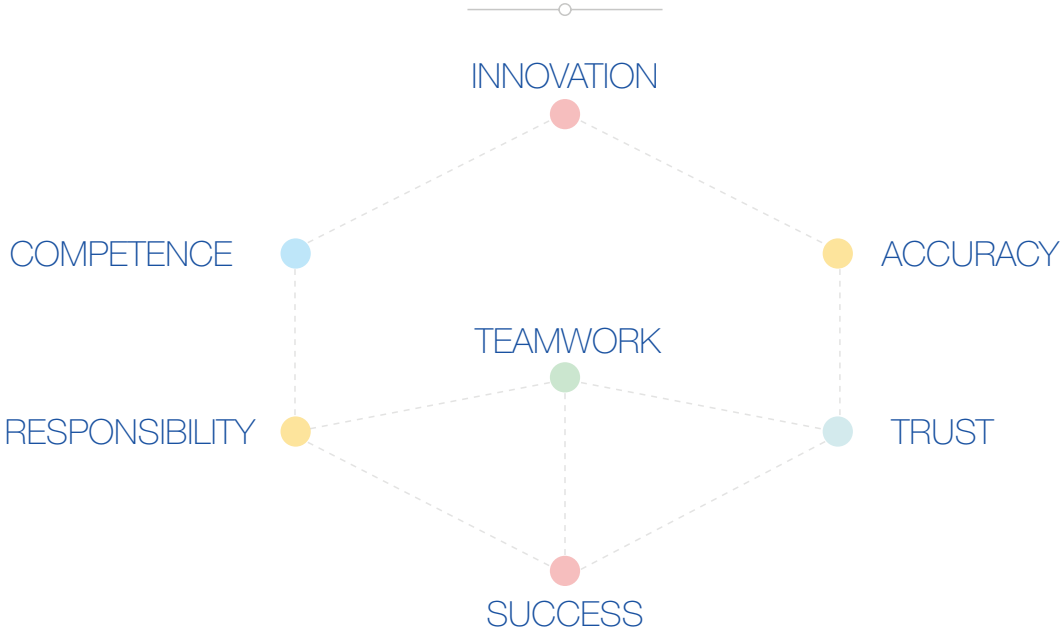 INNOVATION
COMPETENCE
ACCURACY
TEAMWORK
RESPONSIBILITY
TRUST
SUCCESS